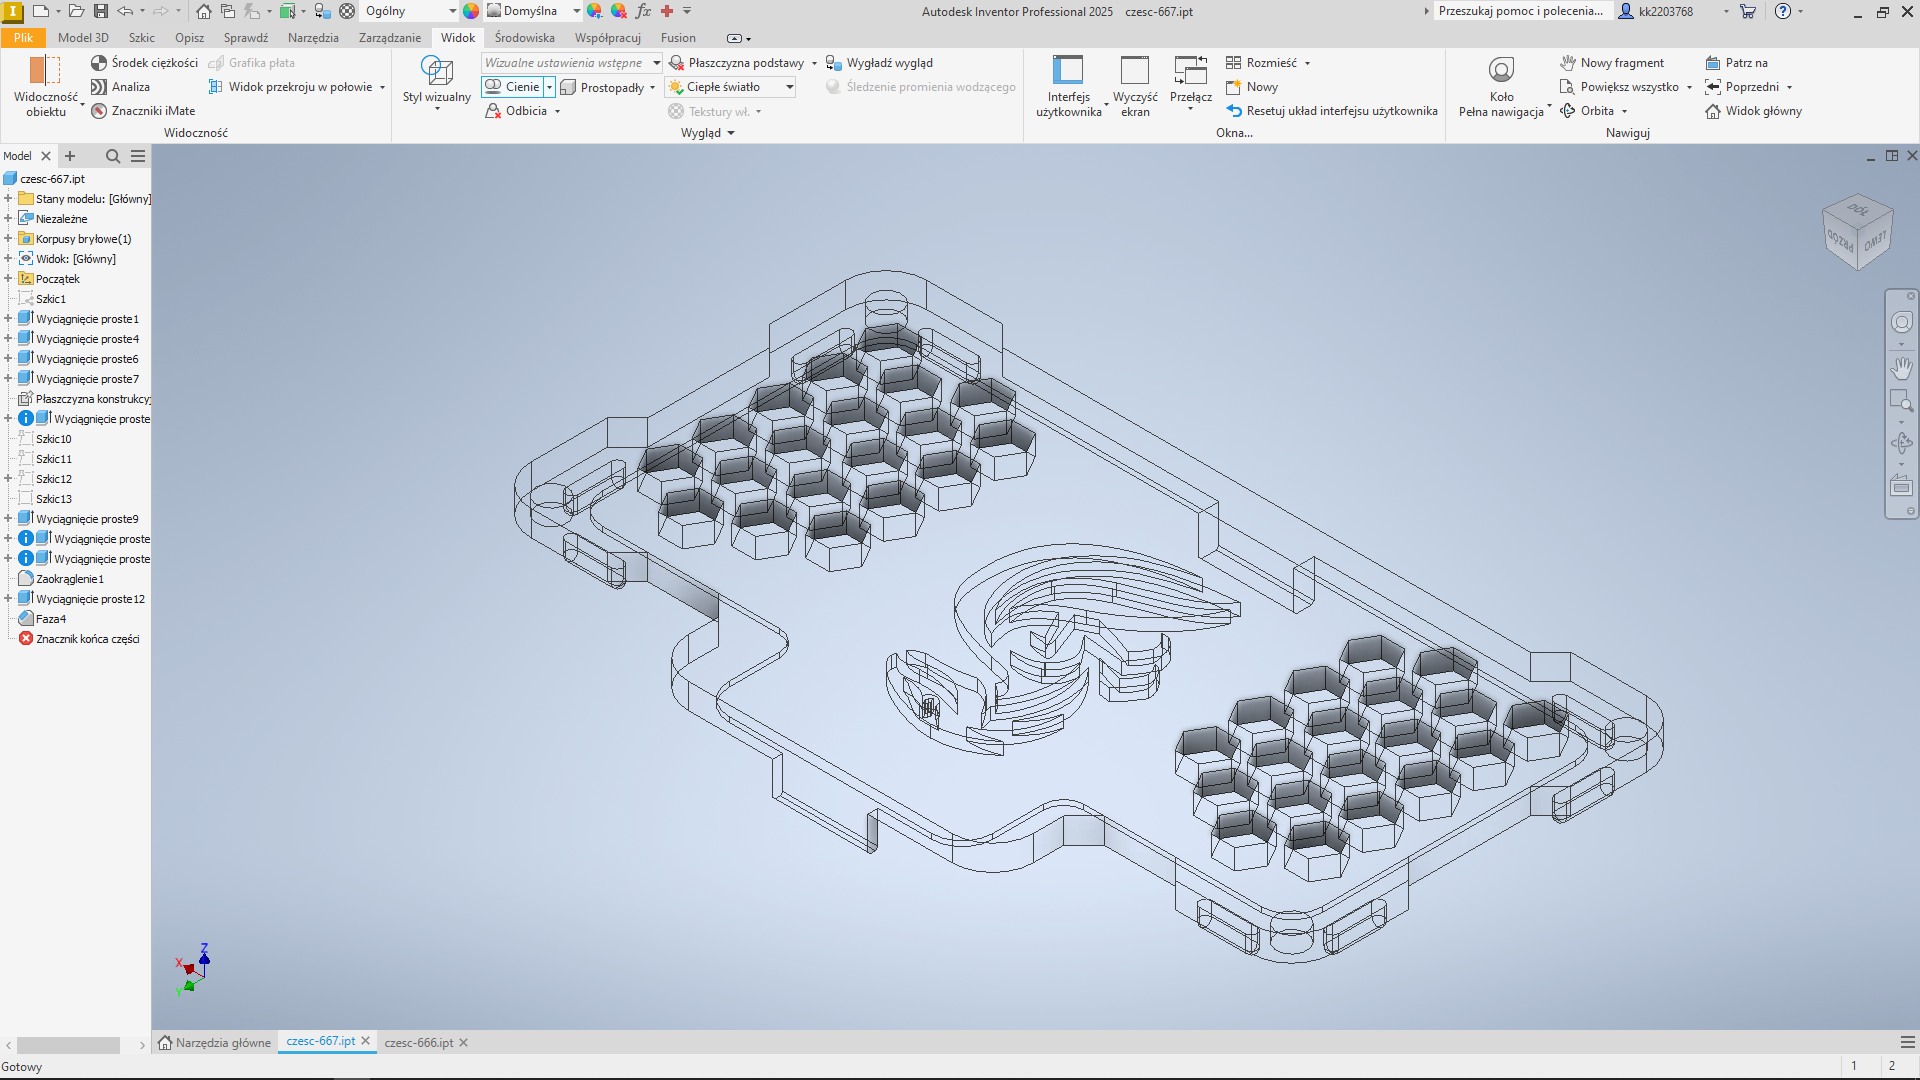 Ogólny
Domyślna
Autodesk Inventor Professional 2025 czesc-667.ipt
Przeszukaj pomoc i polecenia...
kk2203768
Plik
Model 3D
Szkic
Opisz
Sprawdź
Narzędzia
Zarządzanie
Widok
Środowiska
Współpracuj
Fusion
Widoczność obiektu
Środek ciężkości
Analiza
Znaczniki iMate
Grafika plata
Widok przekroju w połowie
Widoczność
Styl wizualny
Wizualne ustawienia wstępne
Cienie
Prostopadły
Odbicia
Płaszczyzna podstawy
Ciepłe światło
Tekstury wł.
Wygładź wygląd
Śledzenie promienia wodzącego
Wygląd
Interfejs użytkownika
Wyczyść ekran
Przełącz
Rozmieść
Nowy
Resetuj układ interfejsu użytkownika
Okna...
Koło
Pełna nawigacja
Nowy fragment
Powiększ wszystko
Orbita
Patrz na
Poprzedni
Widok główny
Nawiguj
Model
czesc-667.ipt
Stany modelu: [Główny]
Niezależne
Korpusy bryłowe(1)
Widok: [Główny]
Początek
Szkic1
Wyciągnięcie proste1
Wyciągnięcie proste4
Wyciągnięcie proste6
Wyciągnięcie proste7
Płaszczyzna konstrukcyj
Wyciągnięcie proste
Szkic10
Szkic11
Szkic12
Szkic13
Wyciągnięcie proste9
Wyciągnięcie proste
Wyciągnięcie proste
Zaokrąglenie1
Wyciągnięcie proste12
Faza4
Znacznik końca części
DÓŁ
PRZÓD
LEWO
Z
X
Y
Narzędzia główne
czesc-667.ipt
czesc-666.ipt
Gotowy
1
2